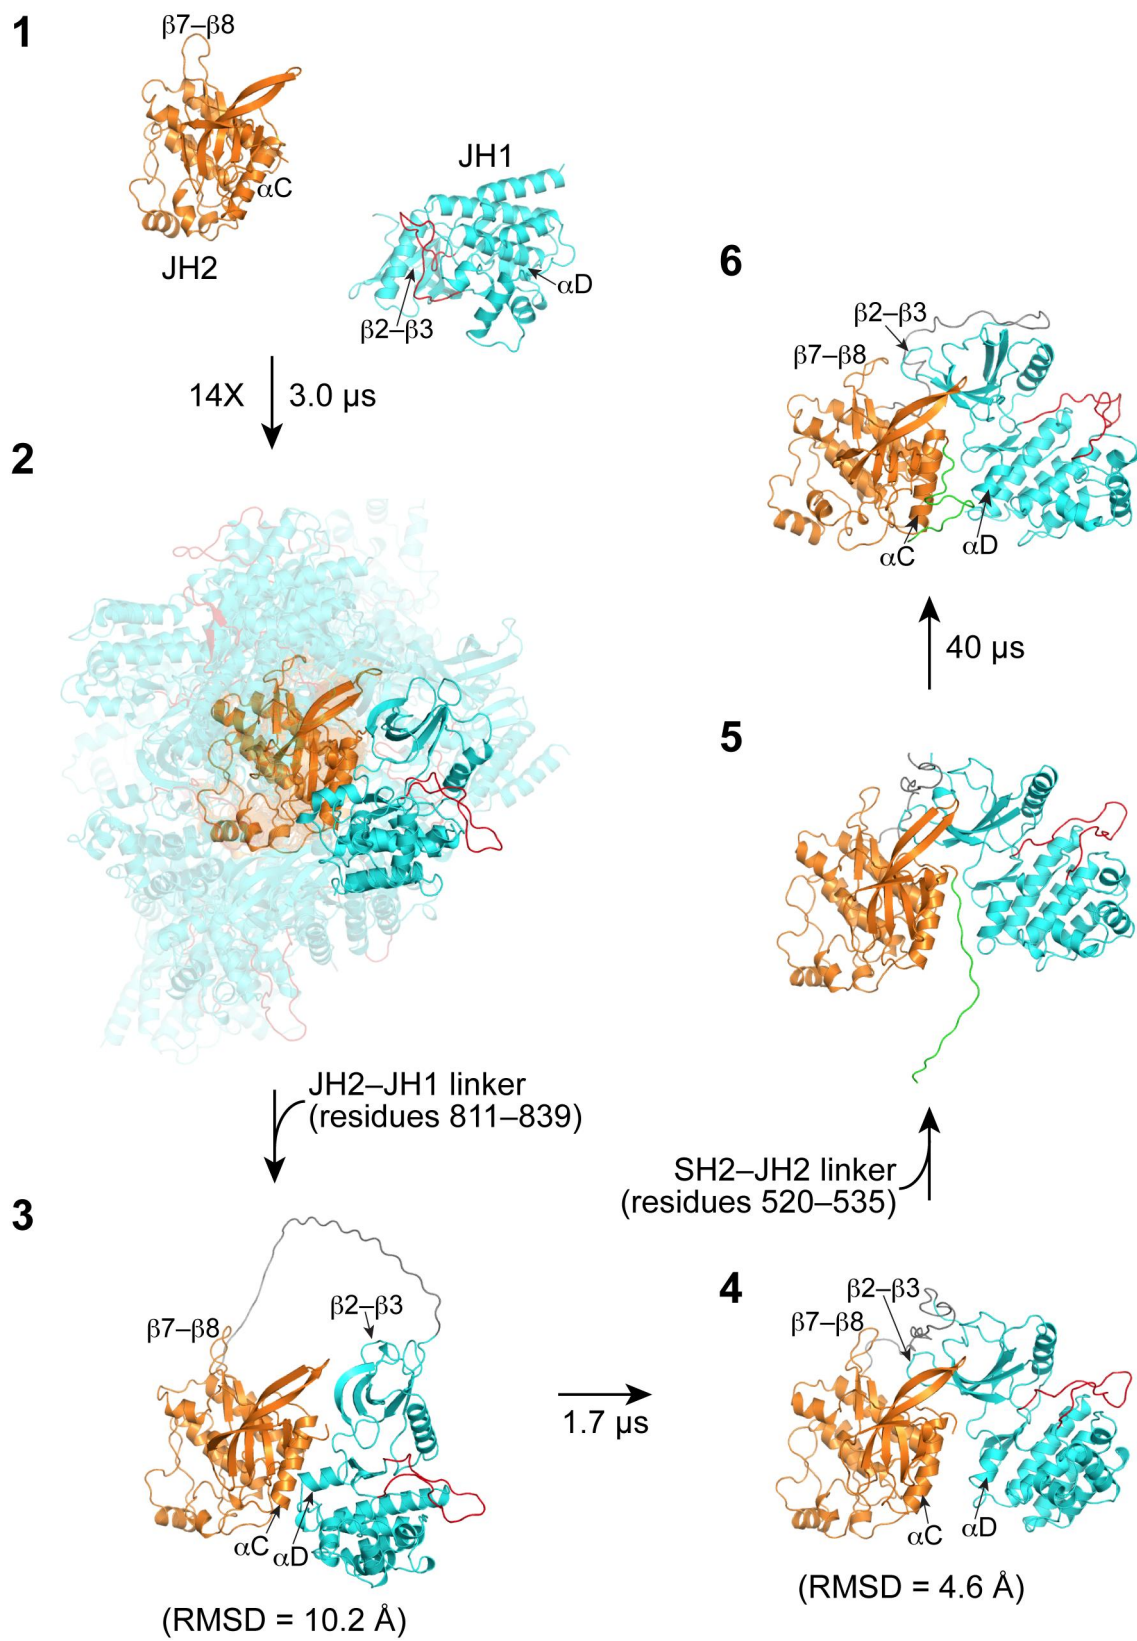 1
β7–β8
αC
JH2
JH1
β2–β3
αD
14X
3.0 µs
2
JH2–JH1 linker
(residues 811–839)
3
β7–β8
β2–β3
αC
αD
(RMSD = 10.2 Å)
1.7 µs
4
β2–β3
β7–β8
αC
αD
(RMSD = 4.6 Å)
SH2–JH2 linker
(residues 520–535)
5
40 µs
6
β2–β3
β7–β8
αC
αD